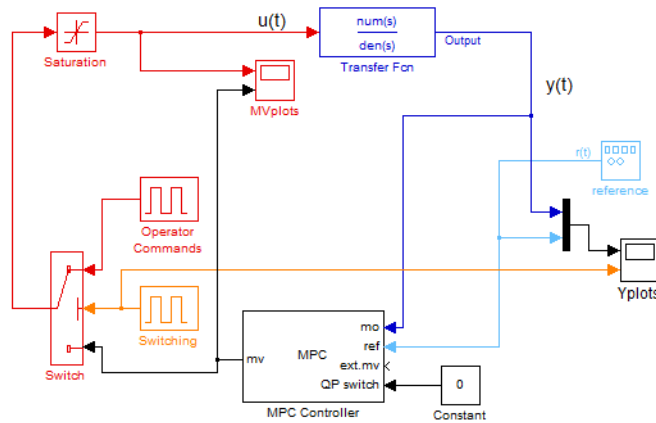 u(t)
num(s)
den(s)
Output
Transfer Fcn
Saturation
MVplots
y(t)
r(t)
reference
Operator
Commands
Yplots
Switching
Switch
mv
MPC
mo
ref
ext.mv
QP switch
MPC Controller
0
Constant